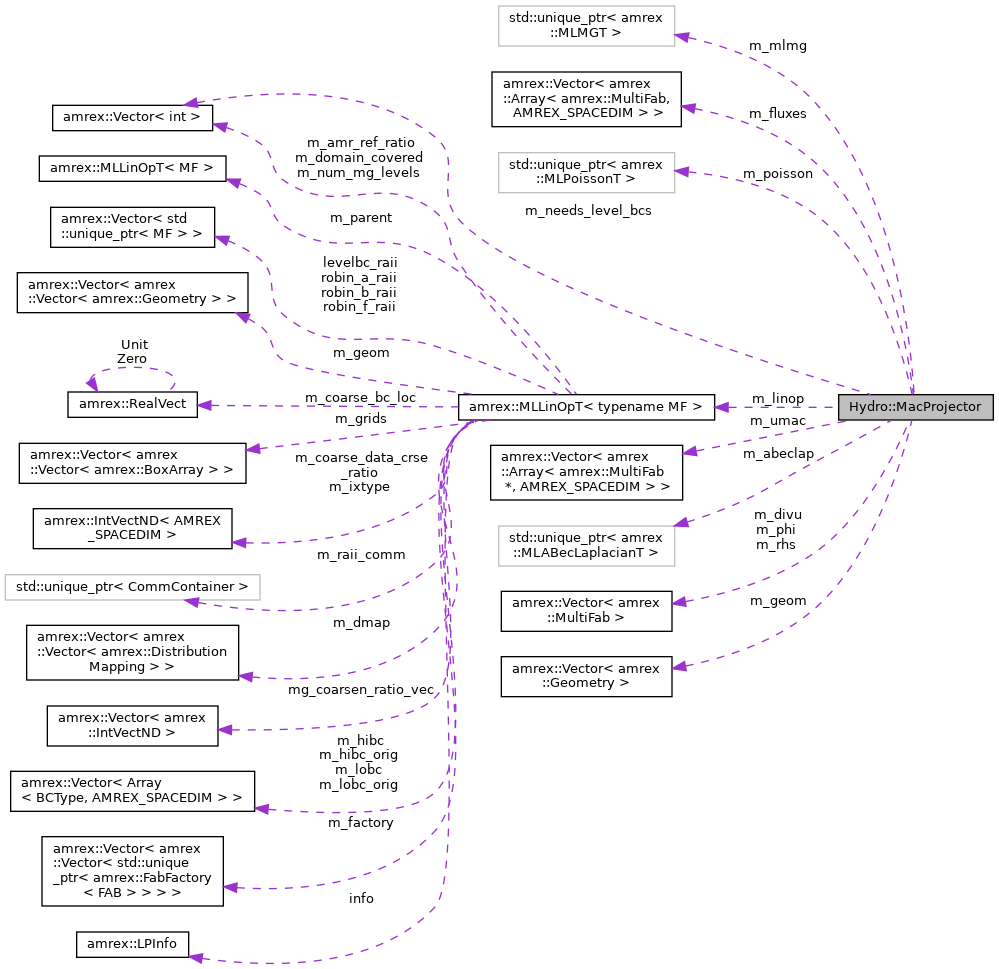 std::unique_ptr< amrex
::MLMGT >
m_mlmg
amrex::Vector< amrex
::Array< amrex::MultiFab,
AMREX_SPACEDIM > >
m_fluxes
std::unique_ptr< amrex
::MLPoissonT >
m_poisson
m_needs_level_bcs
amrex::Vector< int >
m_amr_ref_ratio
m_domain_covered
m_num_mg_levels
amrex::MLLinOpT< MF >
m_parent
amrex::Vector< std
::unique_ptr< MF > >
levelbc_raii
robin_a_raii
robin_b_raii
robin_f_raii
amrex::Vector< amrex
::Vector< amrex::Geometry > >
m_geom
Unit
Zero
amrex::RealVect
m_coarse_bc_loc
amrex::MLLinOpT< typename MF >
m_linop
Hydro::MacProjector
m_grids
amrex::Vector< amrex
::Vector< amrex::BoxArray > >
m_umac
amrex::Vector< amrex
::Array< amrex::MultiFab
*, AMREX_SPACEDIM > >
m_abeclap
std::unique_ptr< amrex
::MLABecLaplacianT >
m_coarse_data_crse
_ratio
m_ixtype
amrex::IntVectND< AMREX
_SPACEDIM >
m_raii_comm
std::unique_ptr< CommContainer >
m_divu
m_phi
m_rhs
amrex::Vector< amrex
::MultiFab >
m_geom
amrex::Vector< amrex
::Geometry >
m_dmap
amrex::Vector< amrex
::Vector< amrex::Distribution
Mapping > >
mg_coarsen_ratio_vec
amrex::Vector< amrex
::IntVectND >
m_hibc
m_hibc_orig
m_lobc
m_lobc_orig
amrex::Vector< Array
< BCType, AMREX_SPACEDIM > >
m_factory
amrex::Vector< amrex
::Vector< std::unique
_ptr< amrex::FabFactory
< FAB > > > >
info
amrex::LPInfo